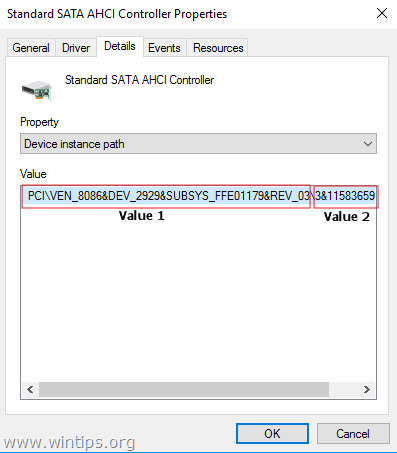 Standard SATA AHCI Controller Properties
General Driver Details Events Resources
Standard SATA AHCI Controller
Property
Device instance path
Value
PCI\VEN_8086&DEV_2929&SUBSYS_FFE01179&REV_03\3&11583659
Value 1 Value 2
OK Cancel
www.wintips.org